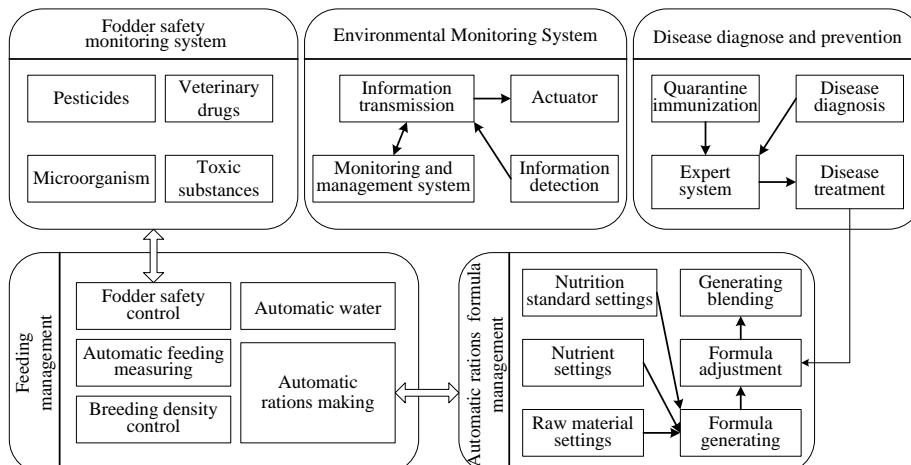 Fodder safety
monitoring system
Pesticides
Veterinary
drugs
Microorganism
Toxic
substances
Environmental Monitoring System
Information
transmission
Actuator
Monitoring and
management system
Information
detection
Disease diagnose and prevention
Quarantine
immunization
Disease
diagnosis
Expert
system
Disease
treatment
Feeding
management
Fodder safety
control
Automatic water
Automatic feeding
measuring
Automatic
rations making
Breeding density
control
Automatic rations formula
management
Nutrition
standard settings
Generating
blending
Nutrient
settings
Formula
adjustment
Raw material
settings
Formula
generating